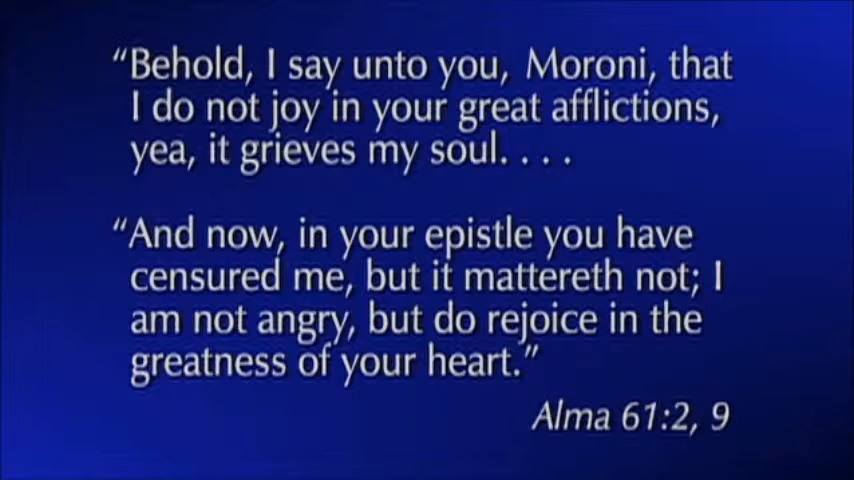 “Behold, I say unto you, Moroni, that
I do not joy in your great afflictions,
yea, it grieves my soul. . . .
“And now, in your epistle you have
censured me, but it mattereth not; I
am not angry, but do rejoice in the
greatness of your heart.”
Alma 61:2, 9